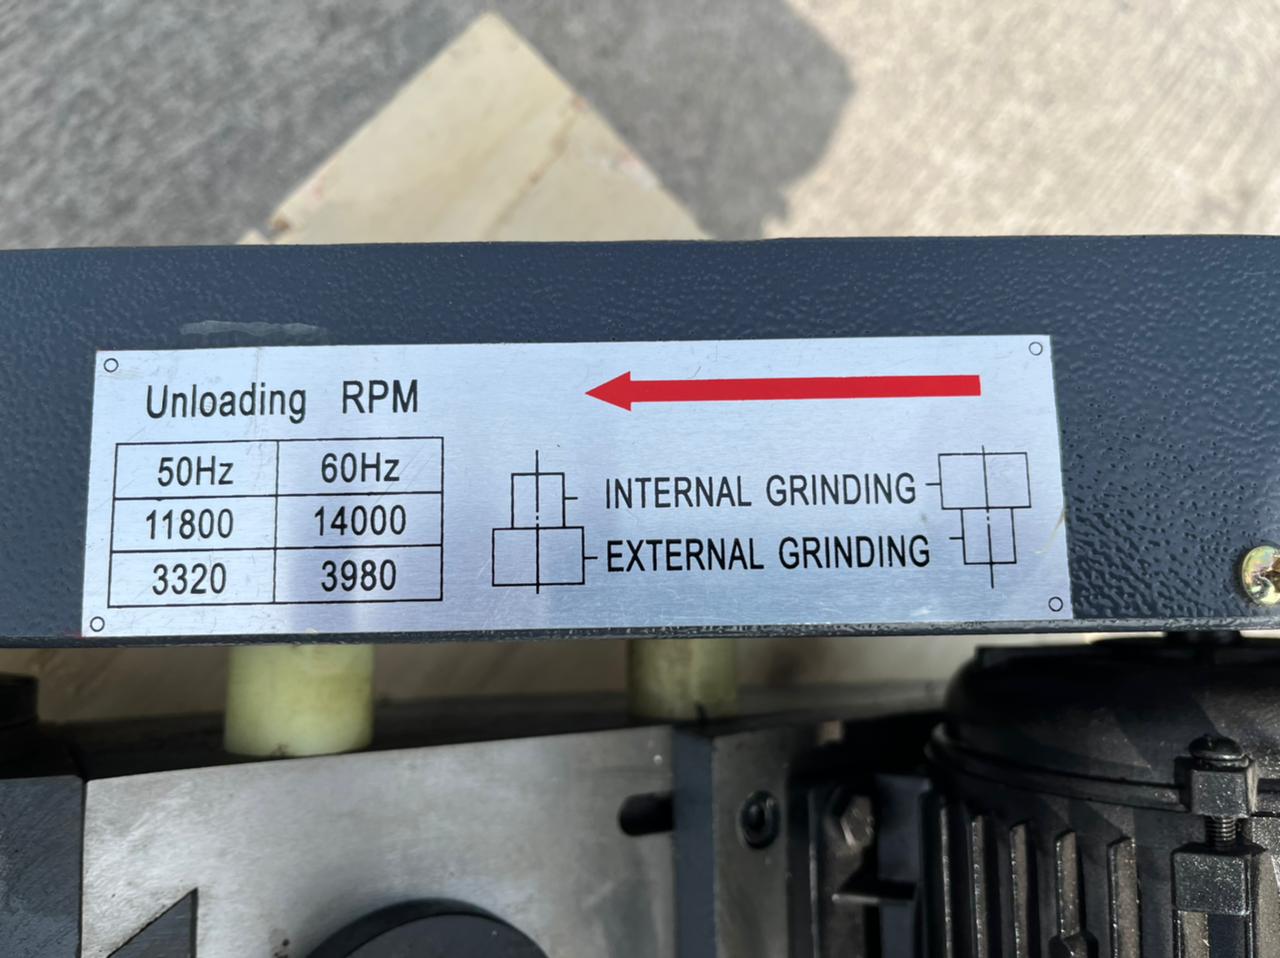 Unloading RPM
50Hz 60Hz
11800 14000
3320 3980
INTERNAL GRINDING
EXTERNAL GRINDING